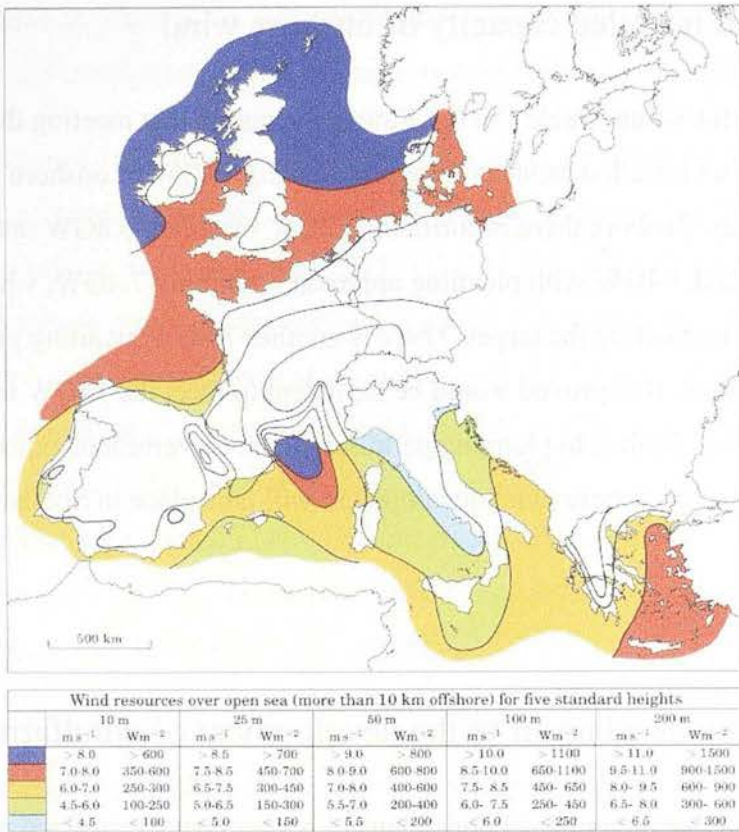 500 km
Wind resources over open sea (more than 10 km offshore) for five standard heights
10 m 25 m 50 m 100 m 200 m
m s⁻¹ Wm⁻² m s⁻¹ Wm⁻² m s⁻¹ Wm⁻² m s⁻¹ Wm⁻² m s⁻¹ Wm⁻²
> 8.0 > 600 > 8.5 > 700 > 9.0 > 800 > 10.0 > 1100 > 11.0 > 1500
7.0-8.0 350-600 7.5-8.5 450-700 8.0-9.0 600-800 8.5-10.0 650-1100 9.5-11.0 900-1500
6.0-7.0 250-300 6.5-7.5 300-450 7.0-8.0 400-600 7.5- 8.5 450- 650 8.0- 9.5 600- 900
4.5-6.0 100-250 5.0-6.5 150-300 5.5-7.0 200-400 6.0- 7.5 250- 450 6.5- 8.0 300- 600
< 4.5 < 100 < 5.0 < 150 < 5.5 < 200 < 6.0 < 250 < 6.5 < 300